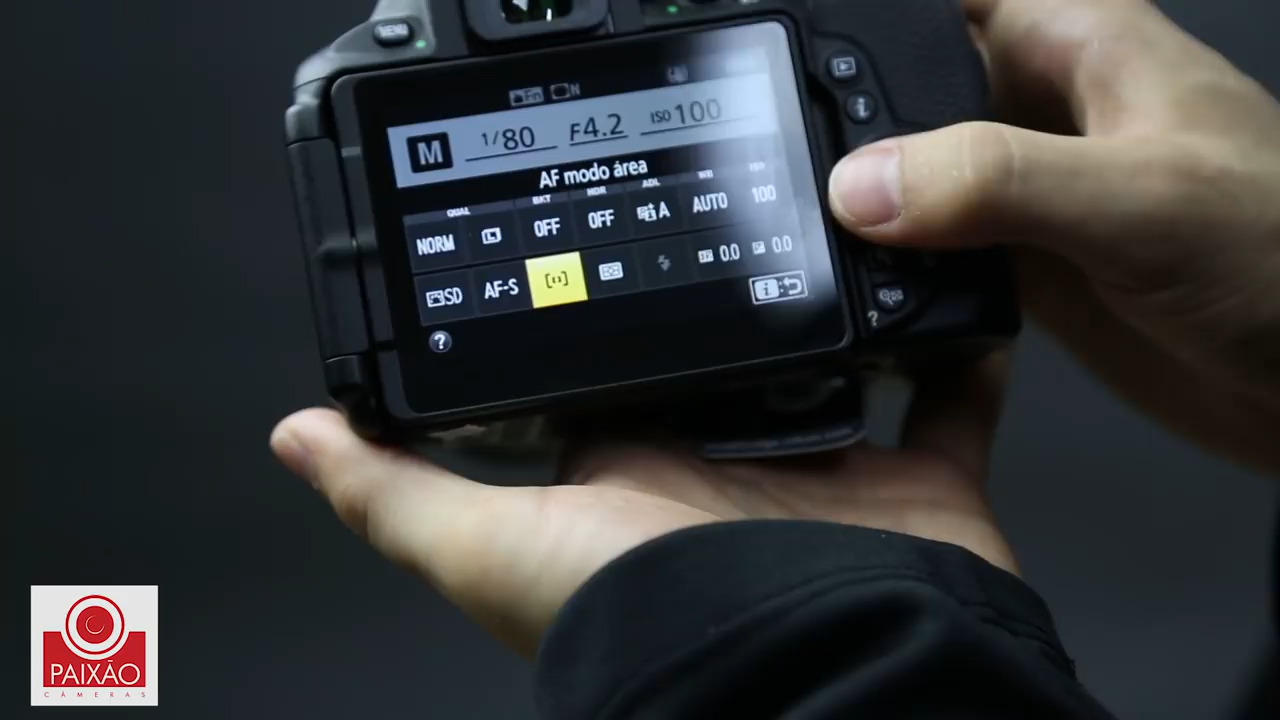 MENU
Fn N
M 1/80 F4.2 ISO 100
AF modo área
QUAL BKT HDR ADL WB ISO
NORM L OFF OFF A AUTO 100
SD AF-S [ ] 0.0 0.0
i
?
i
?
PAIXÃO
CÂMERAS